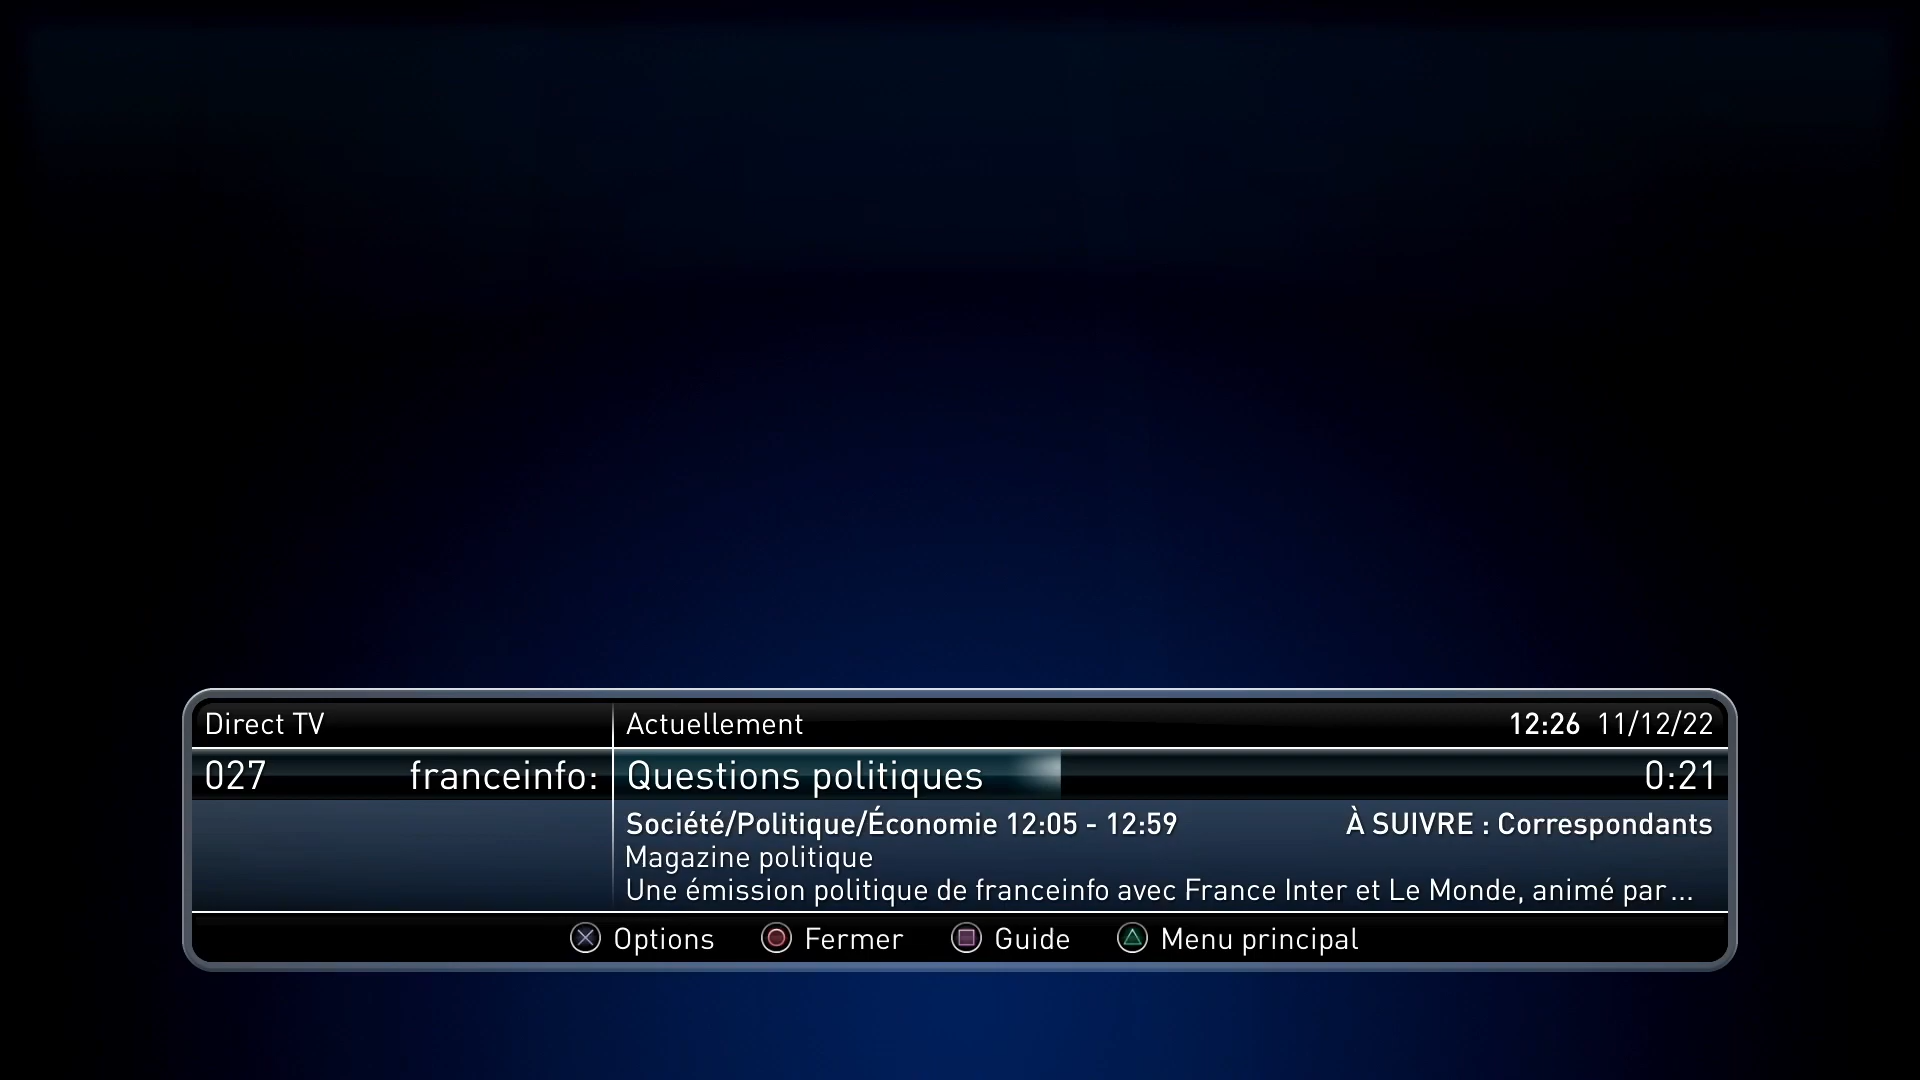 Direct TV Actuellement 12:26 11/12/22
027 franceinfo: Questions politiques 0:21
Société/Politique/Économie 12:05 - 12:59 À SUIVRE : Correspondants
Magazine politique
Une émission politique de franceinfo avec France Inter et Le Monde, animé par...
Options Fermer Guide Menu principal